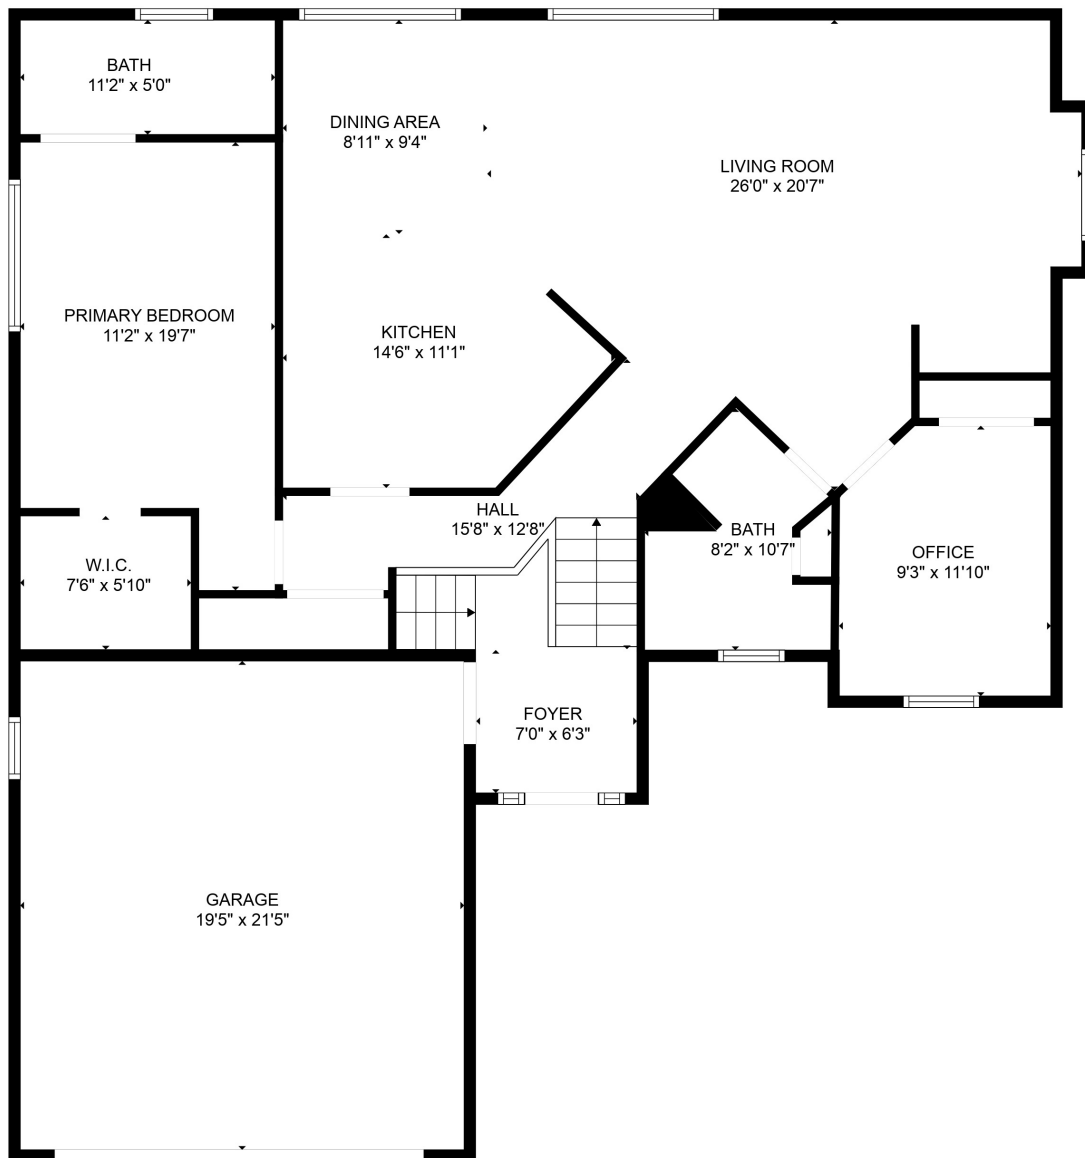 BATH
11'2" x 5'0"
DINING AREA
8'11" x 9'4"
LIVING ROOM
26'0" x 20'7"
PRIMARY BEDROOM
11'2" x 19'7"
KITCHEN
14'6" x 11'1"
HALL
15'8" x 12'8"
BATH
8'2" x 10'7"
OFFICE
9'3" x 11'10"
W.I.C.
7'6" x 5'10"
FOYER
7'0" x 6'3"
GARAGE
19'5" x 21'5"